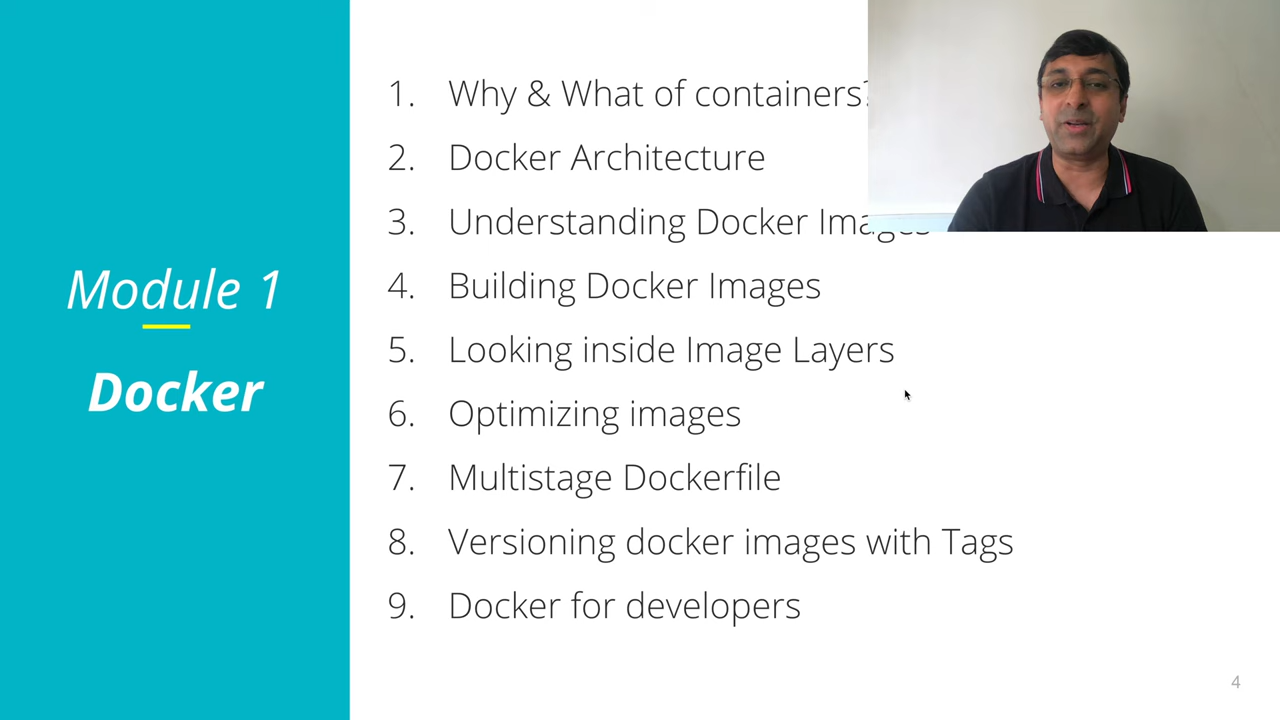 Module 1
Docker
1. Why & What of containers?
2. Docker Architecture
3. Understanding Docker Images
4. Building Docker Images
5. Looking inside Image Layers
6. Optimizing images
7. Multistage Dockerfile
8. Versioning docker images with Tags
9. Docker for developers
4